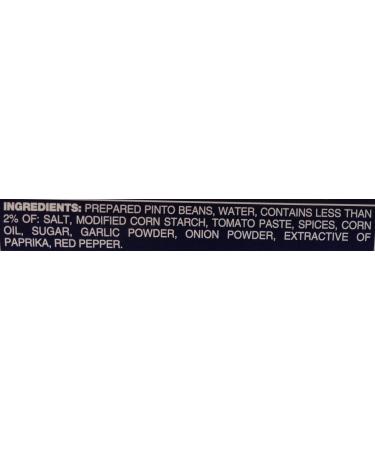 INGREDIENTS: PREPARED PINTO BEANS, WATER, CONTAINS LESS THAN
2% OF: SALT, MODIFIED CORN STARCH, TOMATO PASTE, SPICES, CORN
OIL, SUGAR, GARLIC POWDER, ONION POWDER, EXTRACTIVE OF
PAPRIKA, RED PEPPER.